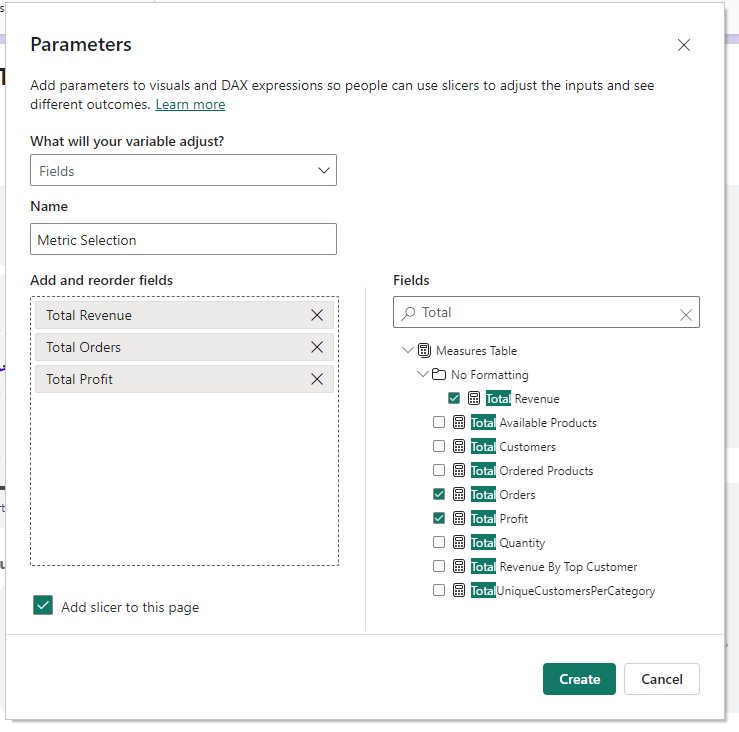 Parameters
Add parameters to visuals and DAX expressions so people can use slicers to adjust the inputs and see
different outcomes. Learn more
What will your variable adjust?
Fields
Name
Metric Selection
Add and reorder fields
Total Revenue
Total Orders
Total Profit
Add slicer to this page
Fields
Total
Measures Table
No Formatting
Total Revenue
Total Available Products
Total Customers
Total Ordered Products
Total Orders
Total Profit
Total Quantity
Total Revenue By Top Customer
TotalUniqueCustomersPerCategory
Create
Cancel